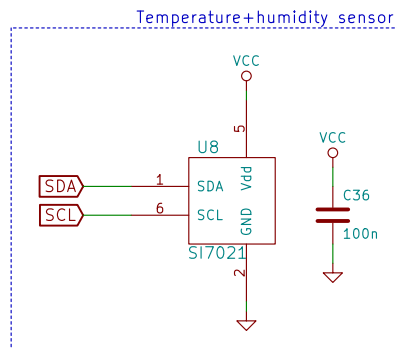 Temperature+humidity sensor
VCC
5
U8
VCC
SDA
1
SDA
Vdd
C36
SCL
6
SCL
GND
100n
SI7021
2